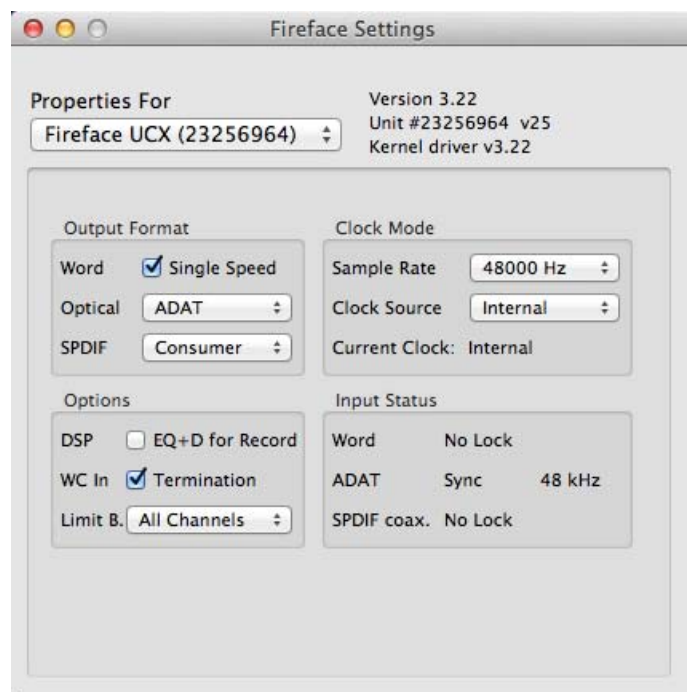 Fireface Settings
Properties For
Fireface UCX (23256964)
Version 3.22
Unit #23256964 v25
Kernel driver v3.22
Output Format
Word Single Speed
Optical ADAT
SPDIF Consumer
Clock Mode
Sample Rate 48000 Hz
Clock Source Internal
Current Clock: Internal
Options
DSP EQ+D for Record
WC In Termination
Limit B. All Channels
Input Status
Word No Lock
ADAT Sync 48 kHz
SPDIF coax. No Lock